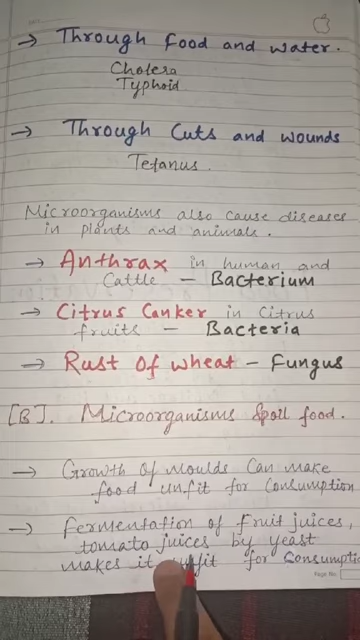 → Through food and water.
Cholera
Typhoid
→ Through Cuts and wounds
Tetanus.
Microorganisms also cause diseases
in plants and animals.
→ Anthrax in human and
Cattle – Bacterium
→ Citrus Canker in Citrus
fruits – Bacteria
→ Rust Of wheat – Fungus
[B]. Microorganisms Spoil food.
→ Growth Of moulds Can make
food unfit for Consumption
→ Fermentation of fruit juices,
tomato juices by yeast
makes it unfit for Consumptio
Page No.